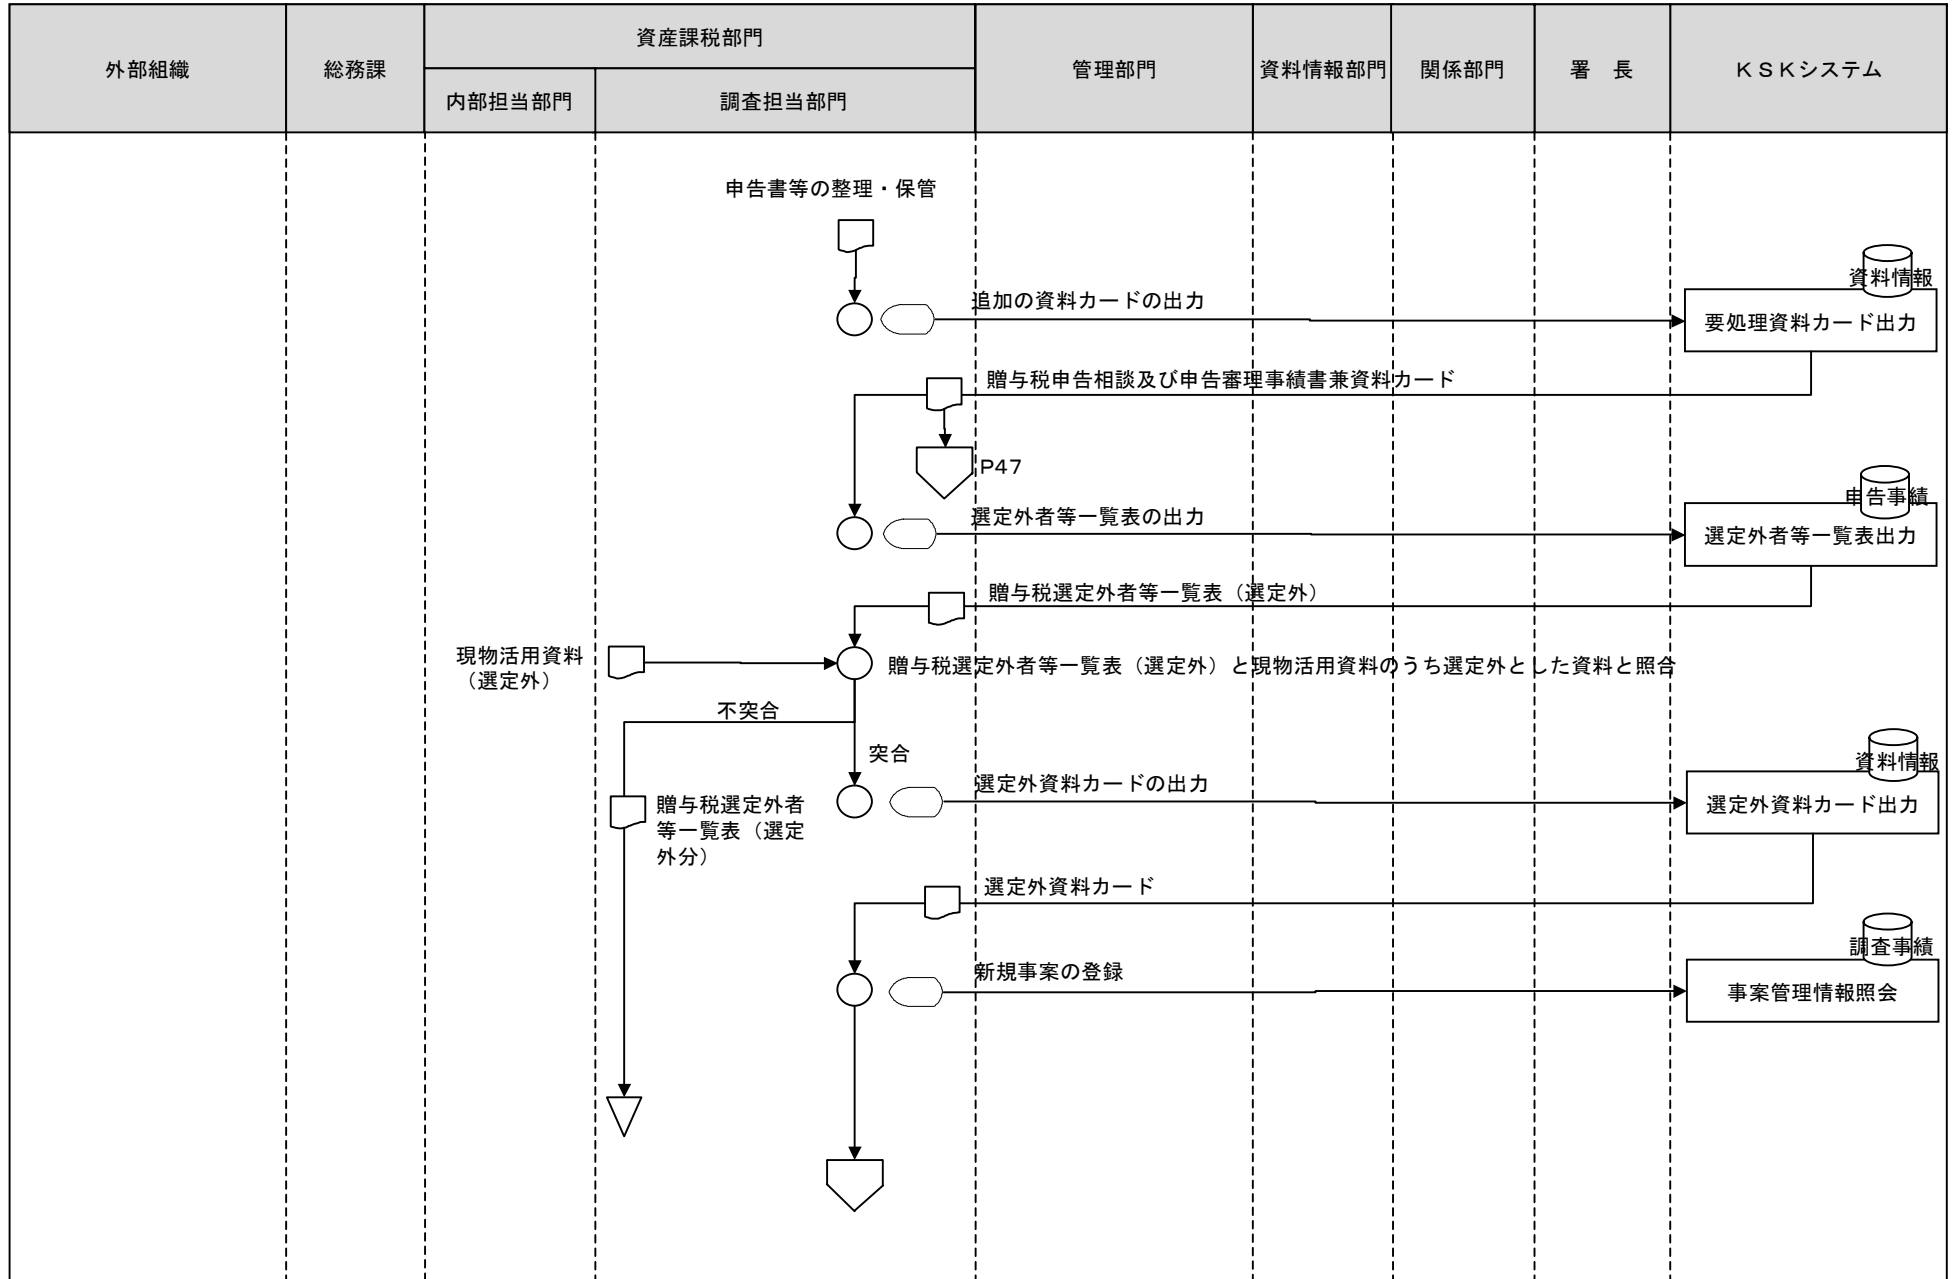 資産課税部門
外部組織
総務課
管理部門
資料情報部門
関係部門
署　長
ＫＳＫシステム
内部担当部門
調査担当部門
申告書等の整理・保管
資料情報
追加の資料カードの出力
要処理資料カード出力
贈与税申告相談及び申告審理事績書兼資料カード
P47
申告事績
選定外者等一覧表の出力
選定外者等一覧表出力
贈与税選定外者等一覧表（選定外）
現物活用資料
（選定外）
贈与税選定外者等一覧表（選定外）と現物活用資料のうち選定外とした資料と照合
不突合
突合
資料情報
選定外資料カードの出力
選定外資料カード出力
贈与税選定外者
等一覧表（選定
外分）
選定外資料カード
調査事績
新規事案の登録
事案管理情報照会